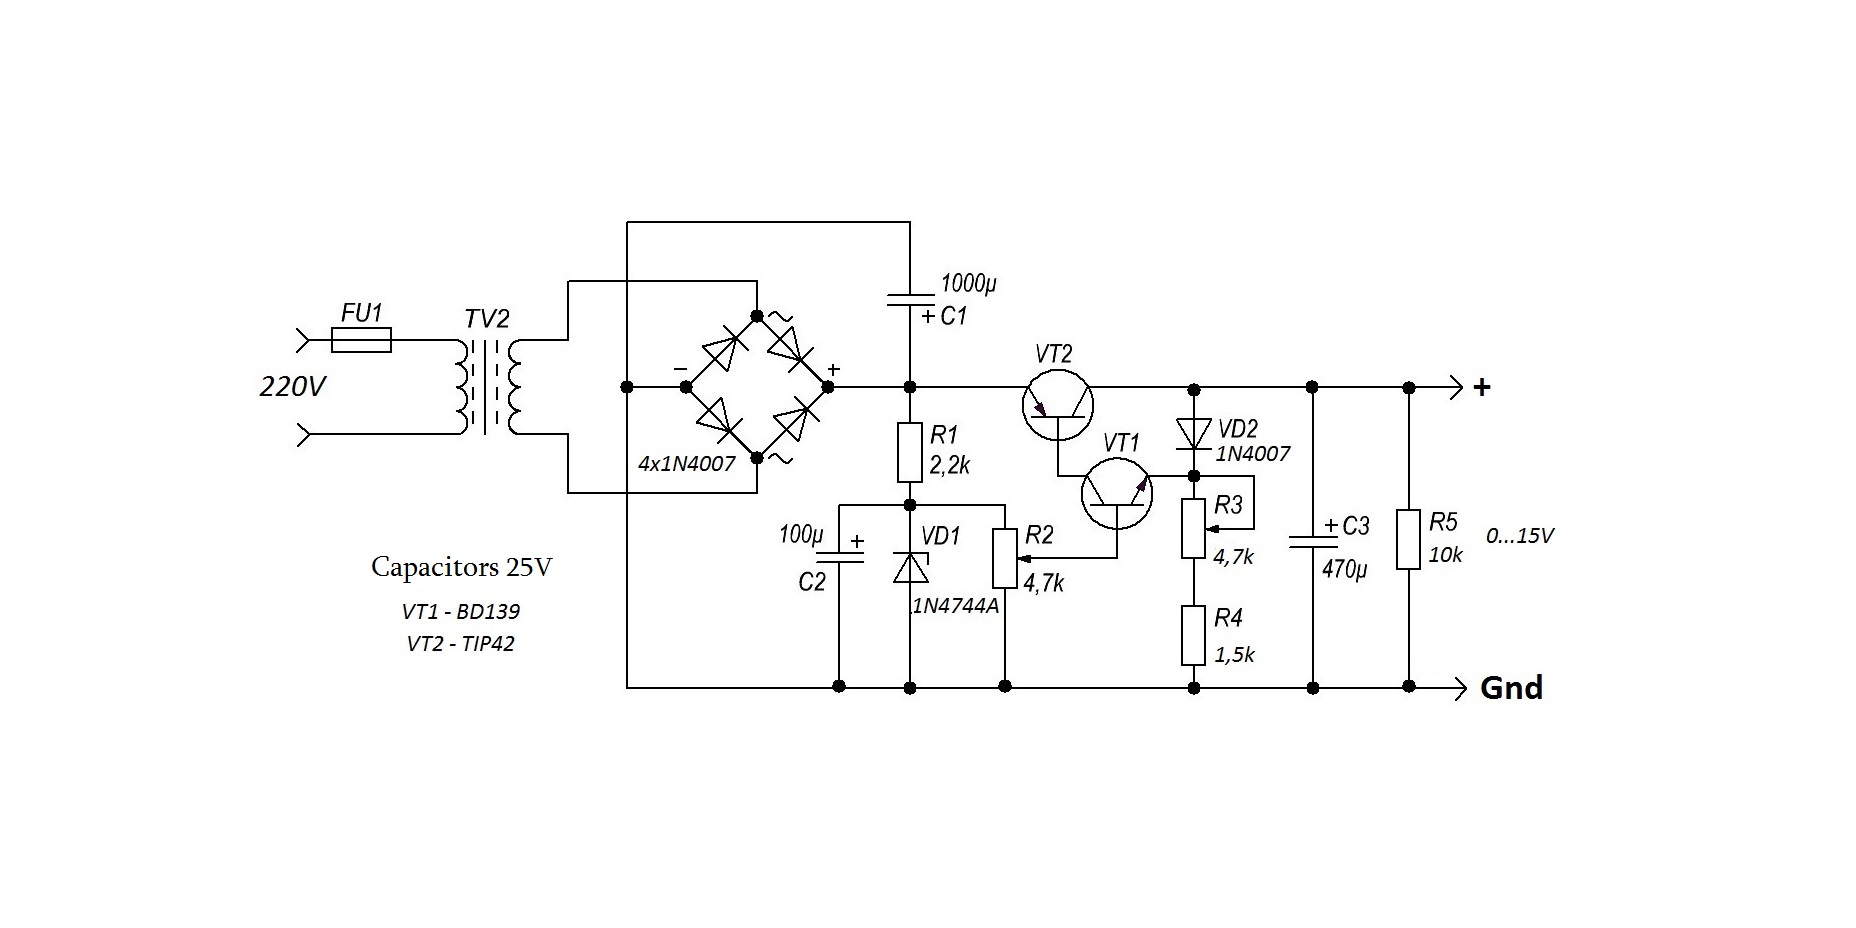 1000µ
+ C1
FU1
TV2
220V
~
−
+
4x1N4007
~
VT2
+
VT1
R1
2,2k
VD2
1N4007
100µ
+
C2
VD1
1N4744A
R2
4,7k
R3
4,7k
+ C3
470µ
R5
10k
0...15V
R4
1,5k
Capacitors 25V
VT1 - BD139
VT2 - TIP42
Gnd